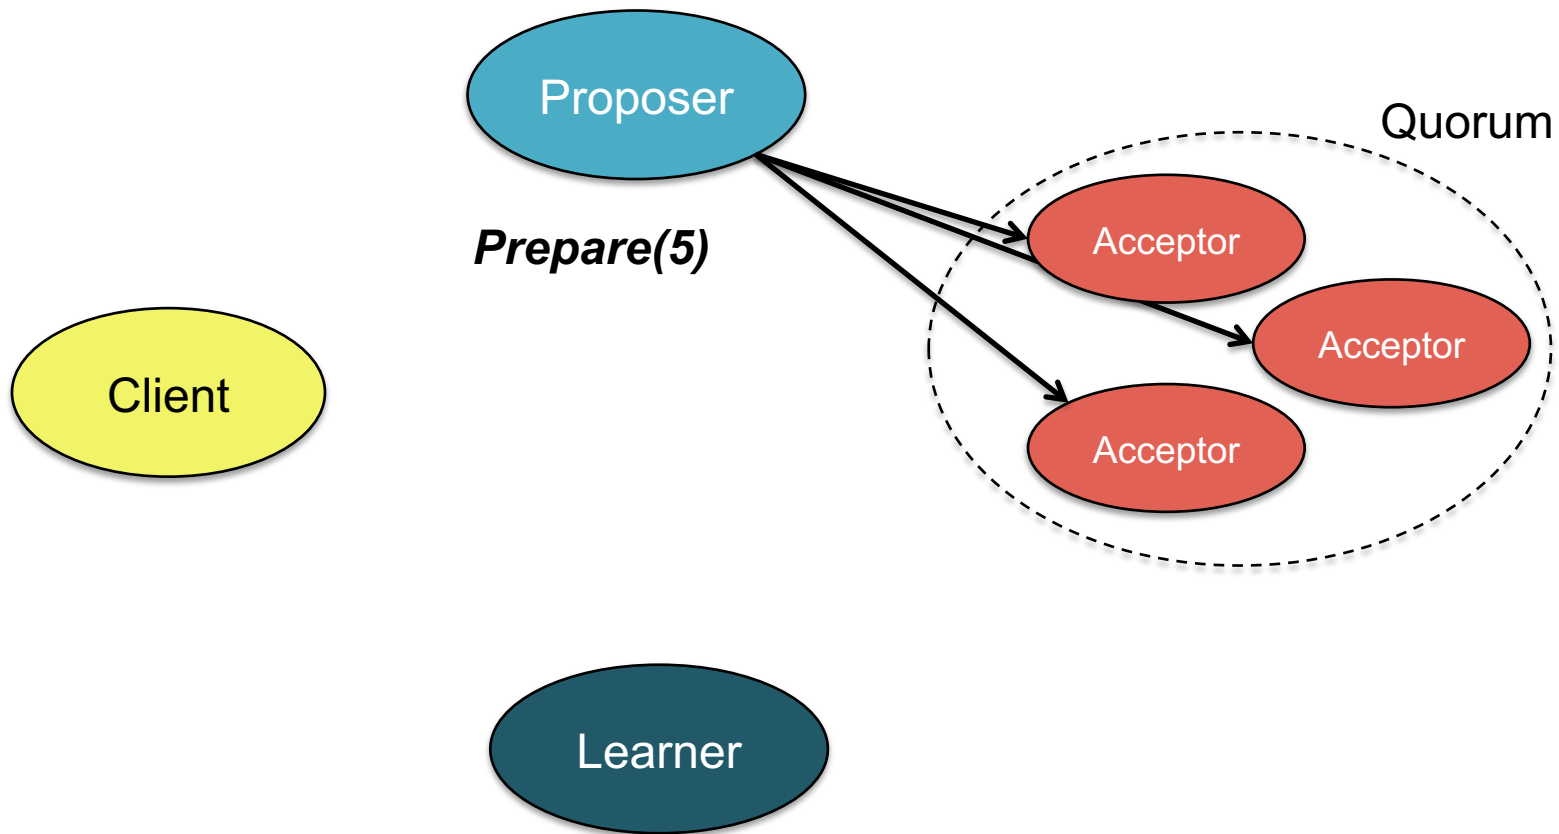 Proposer
Quorum
Acceptor
Prepare(5)
Acceptor
Client
Acceptor
Learner